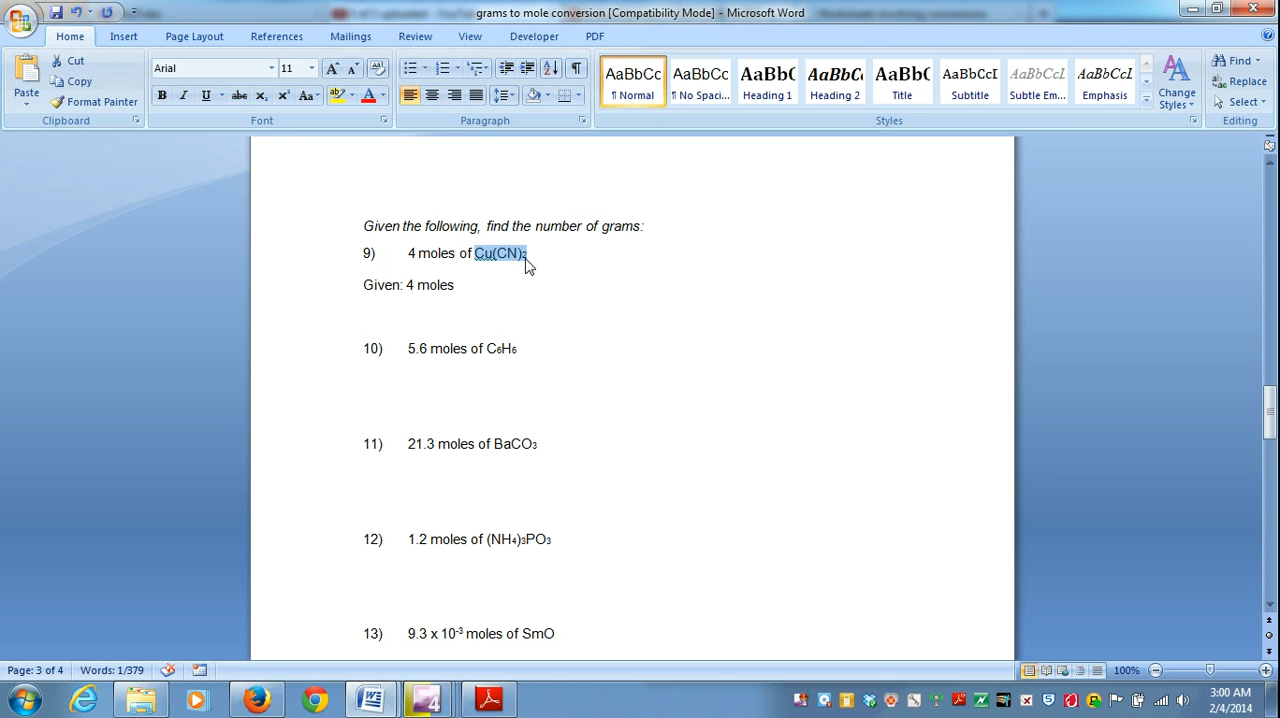 grams to mole conversion [Compatibility Mode] - Microsoft Word
Home Insert Page Layout References Mailings Review View Developer PDF
Paste
Cut
Copy
Format Painter
Clipboard
Arial 11
Font
Paragraph
AaBbCc AaBbCc AaBbC AaBbCc AaBbC AaBbCcI AaBbCcI AaBbCcL
¶ Normal ¶ No Spaci... Heading 1 Heading 2 Title Subtitle Subtle Em... Emphasis
Change Styles
Styles
Find
Replace
Select
Editing
Given the following, find the number of grams:
9) 4 moles of Cu(CN)₂
Given: 4 moles
10) 5.6 moles of C₆H₆
11) 21.3 moles of BaCO₃
12) 1.2 moles of (NH₄)₃PO₃
13) 9.3 x 10⁻³ moles of SmO
Page: 3 of 4 Words: 1/379 100%
3:00 AM
2/4/2014